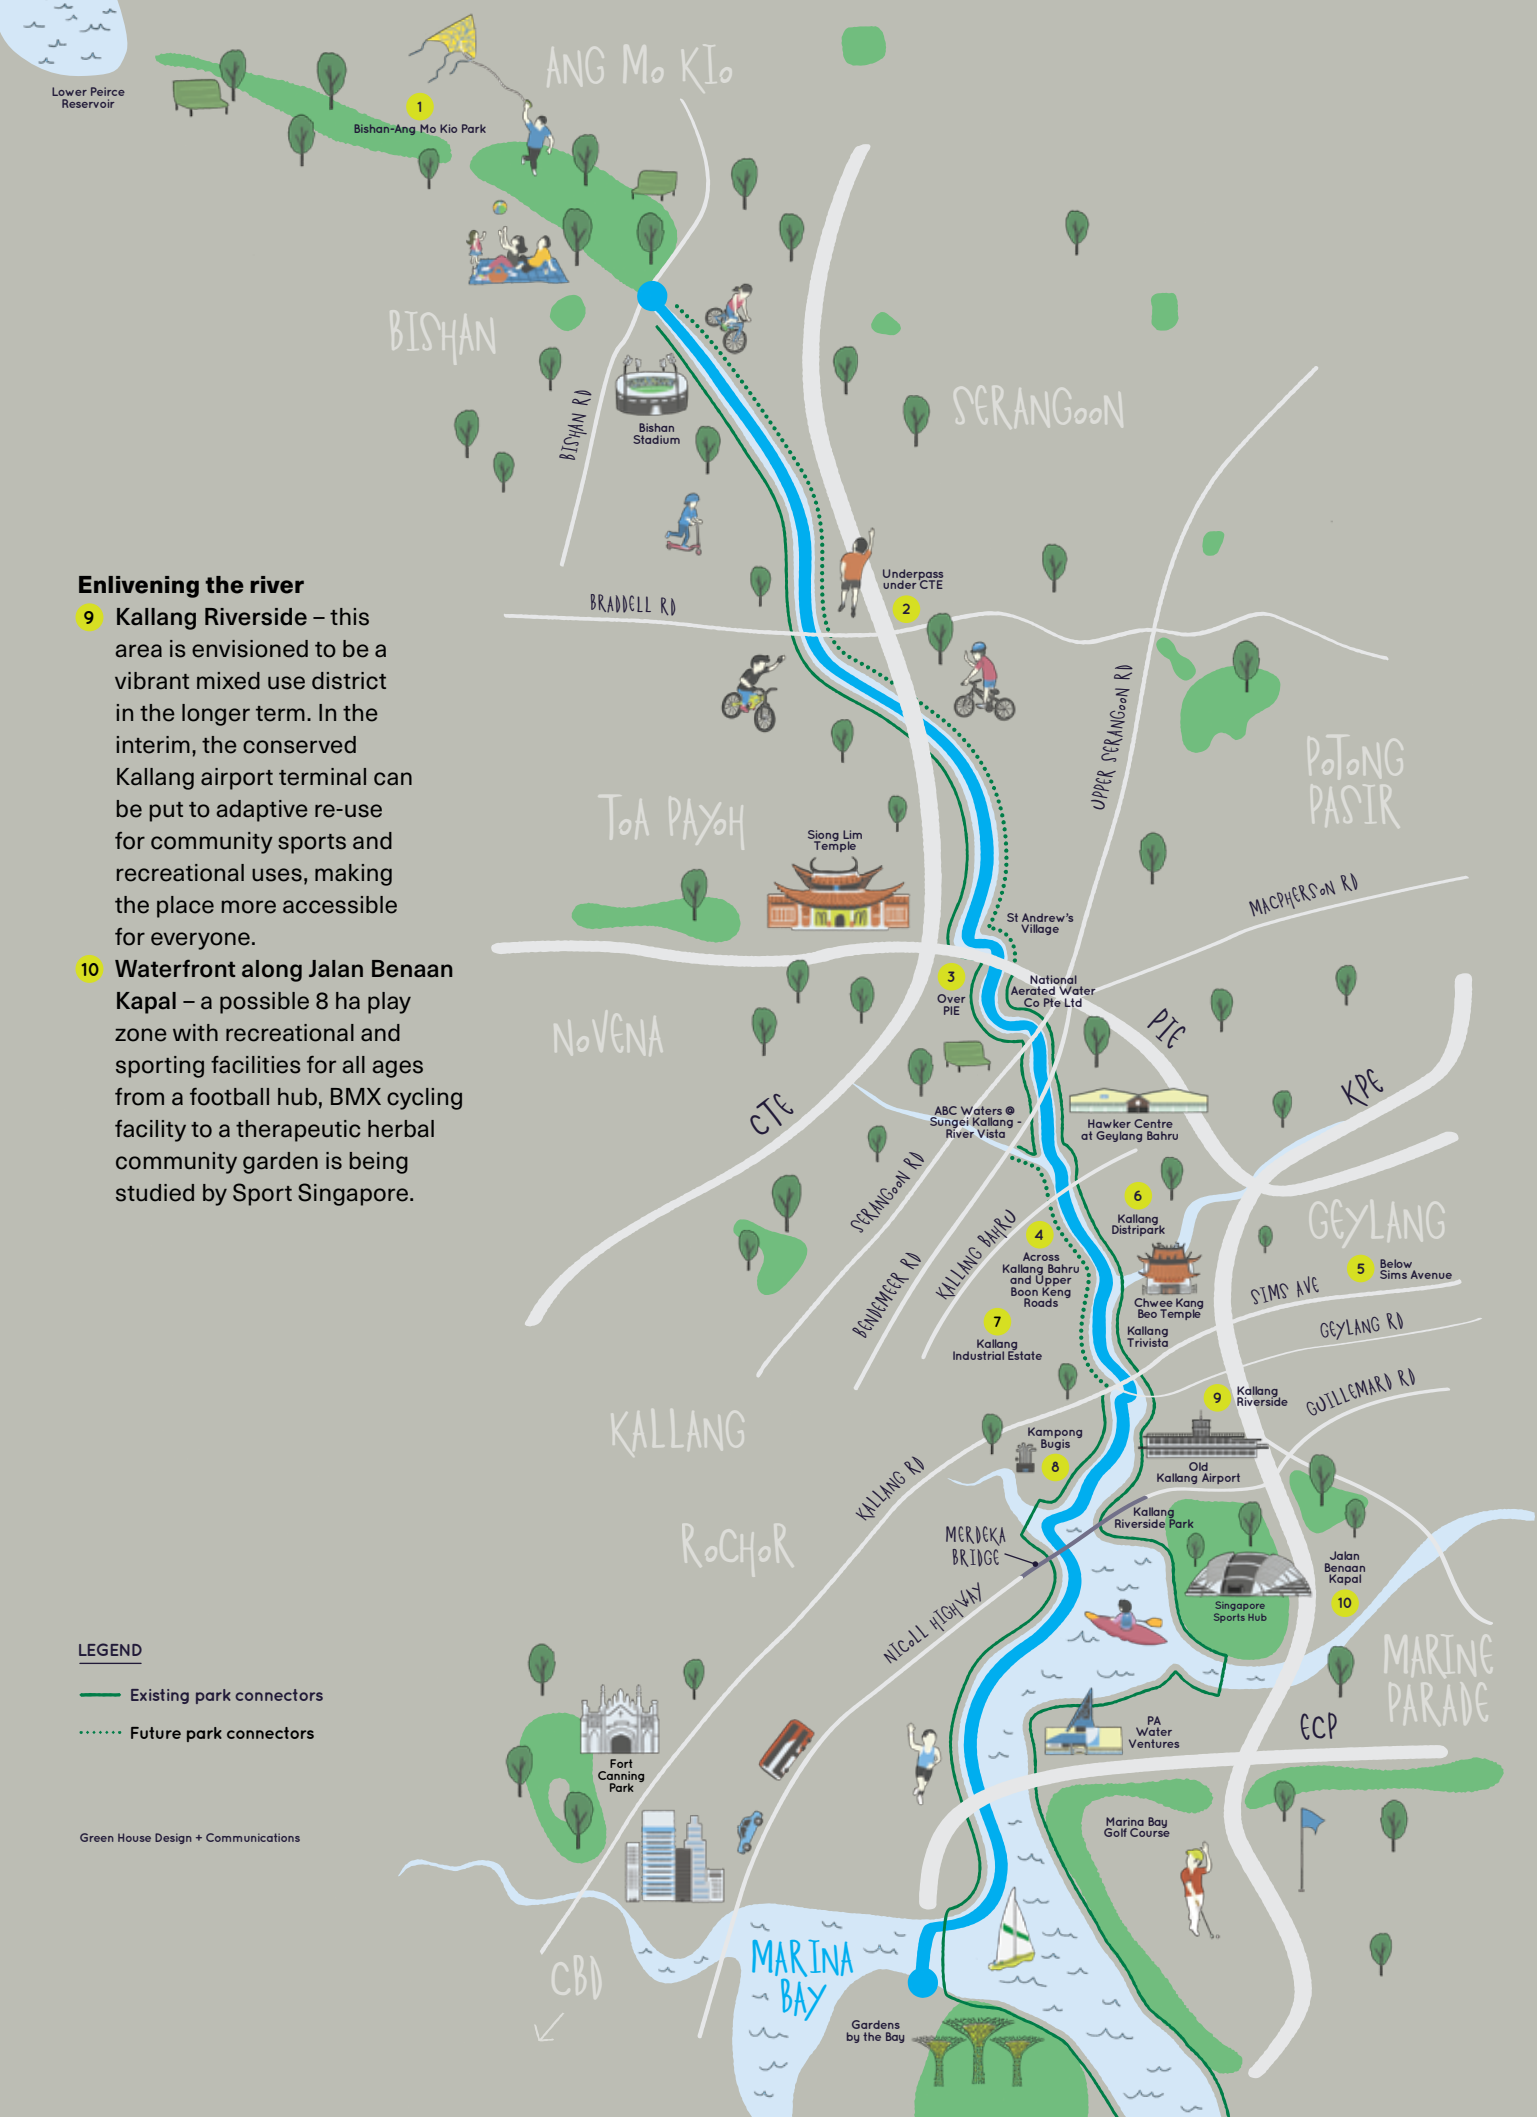 Lower Peirce
Reservoir
ANG MO KIO
1
Bishan-Ang Mo Kio Park
BISHAN
SERANGOON
BISHAN RD
Bishan
Stadium
Enlivening the river
9 Kallang Riverside – this
area is envisioned to be a
vibrant mixed use district
in the longer term. In the
interim, the conserved
Kallang airport terminal can
be put to adaptive re-use
for community sports and
recreational uses, making
the place more accessible
for everyone.
10 Waterfront along Jalan Benaan
Kapal – a possible 8 ha play
zone with recreational and
sporting facilities for all ages
from a football hub, BMX cycling
facility to a therapeutic herbal
community garden is being
studied by Sport Singapore.
Underpass
under CTE
2
BRADDELL RD
UPPER SERANGOON RD
POTONG
PASIR
TOA PAYOH
Siong Lim
Temple
MACPHERSON RD
St Andrew's
Village
3
Over
PIE
National
Aerated Water
Co Pte Ltd
NOVENA
PIE
KPE
CTE
ABC Waters @
Sungei Kallang -
River Vista
Hawker Centre
at Geylang Bahru
SERANGOON RD
BENDEMEER RD
KALLANG BAHRU
6
Kallang
Distripark
GEYLANG
4
Across
Kallang Bahru
and Upper
Boon Keng
Roads
5
Below
Sims Avenue
SIMS AVE
Chwee Kang
Beo Temple
Kallang
Trivista
GEYLANG RD
7
Kallang
Industrial Estate
GUILLEMARD RD
9
Kallang
Riverside
KALLANG
Kampong
Bugis
8
Old
Kallang Airport
KALLANG RD
Kallang
Riverside Park
MERDEKA
BRIDGE
ROCHOR
NICOLL HIGHWAY
Jalan
Benaan
Kapal
10
Singapore
Sports Hub
MARINE
PARADE
LEGEND
Existing park connectors
Future park connectors
ECP
PA
Water
Ventures
Fort
Canning
Park
Marina Bay
Golf Course
Green House Design + Communications
MARINA
BAY
CBD
Gardens
by the Bay